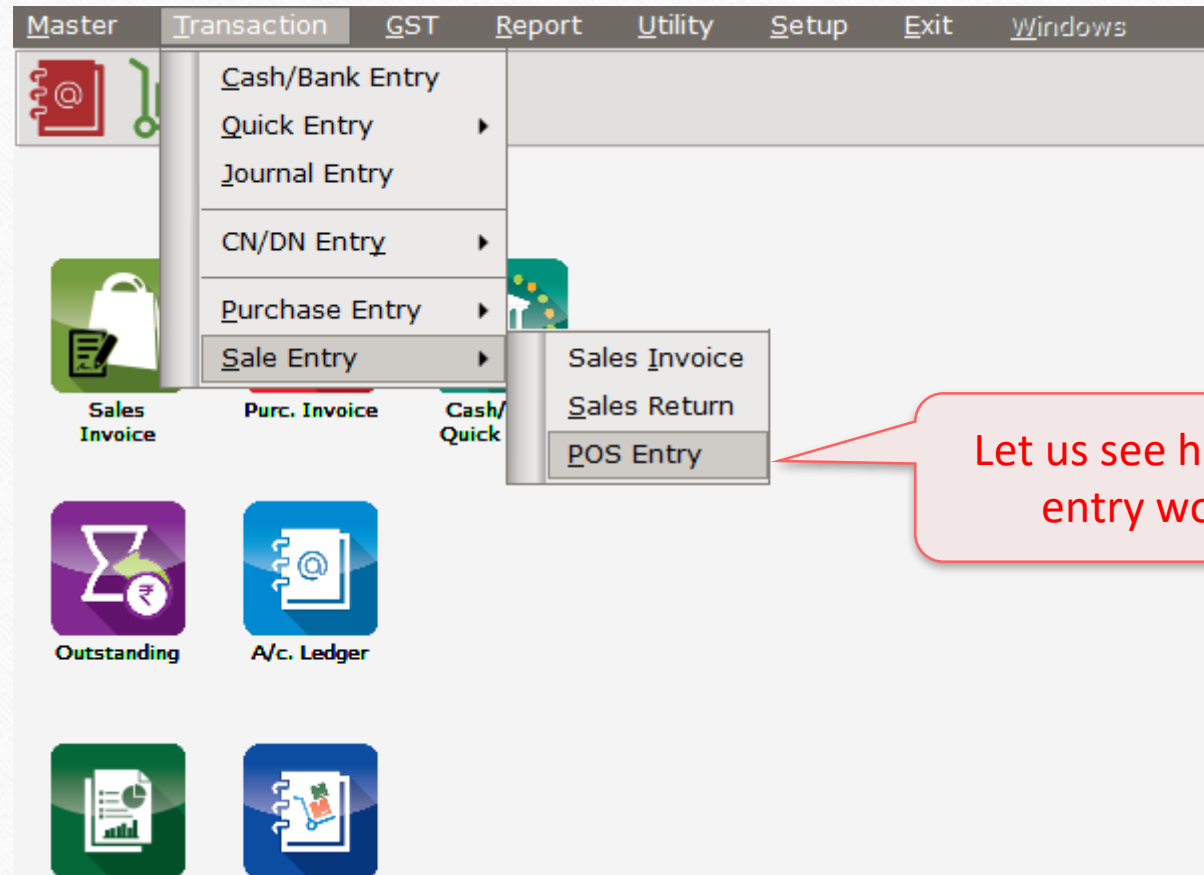 Master Transaction GST Report Utility Setup Exit Windows
Cash/Bank Entry
Quick Entry
Journal Entry
CN/DN Entry
Purchase Entry
Sale Entry
Sales Invoice
Sales Return
POS Entry
Let us see
entry
Sales
Invoice
Purc. Invoice
Cash/
Quick
Outstanding
A/c. Ledger